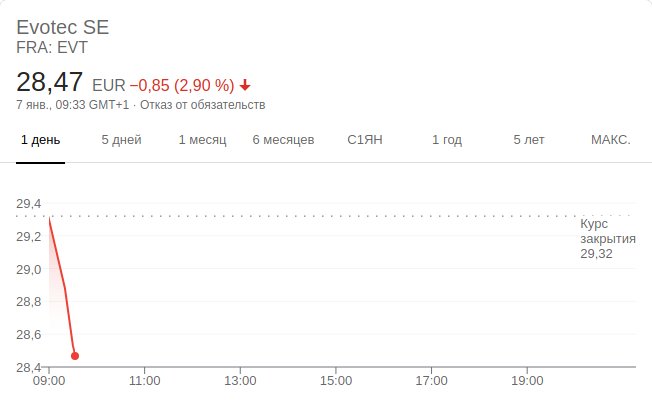 Evotec SE
FRA: EVT
28,47 EUR −0,85 (2,90 %)
7 янв., 09:33 GMT+1 · Отказ от обязательств
1 день 5 дней 1 месяц 6 месяцев С1ЯН 1 год 5 лет МАКС.
29,4
Курс
29,2
закрытия
29,32
29,0
28,8
28,6
28,4
09:00 11:00 13:00 15:00 17:00 19:00